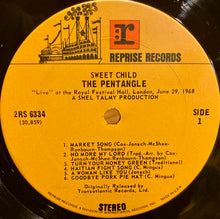 REPRISE RECORDS
SWEET CHILD
THE PENTANGLE
"Live" at the Royal Festival Hall, London, June 29, 1968
A SHEL TALMY PRODUCTION
2RS 6334
(30,859)
SIDE
1
1. MARKET SONG (Cox-Jansch-McShee-
Renbourn-Thompson)
2. NO MORE MY LORD (Trad.-Arr. by Cox-
Jansch-McShee-Renbourn-Thompson)
3. TURN YOUR MONEY GREEN (Traditional)
4. HAITIAN FIGHT SONG (C. Mingus)
5. A WOMAN LIKE YOU (Jansch)
6. GOODBYE PORK PIE HAT (C. Mingus)
Originally Released by
Transatlantic Records, Ltd.
STEREO